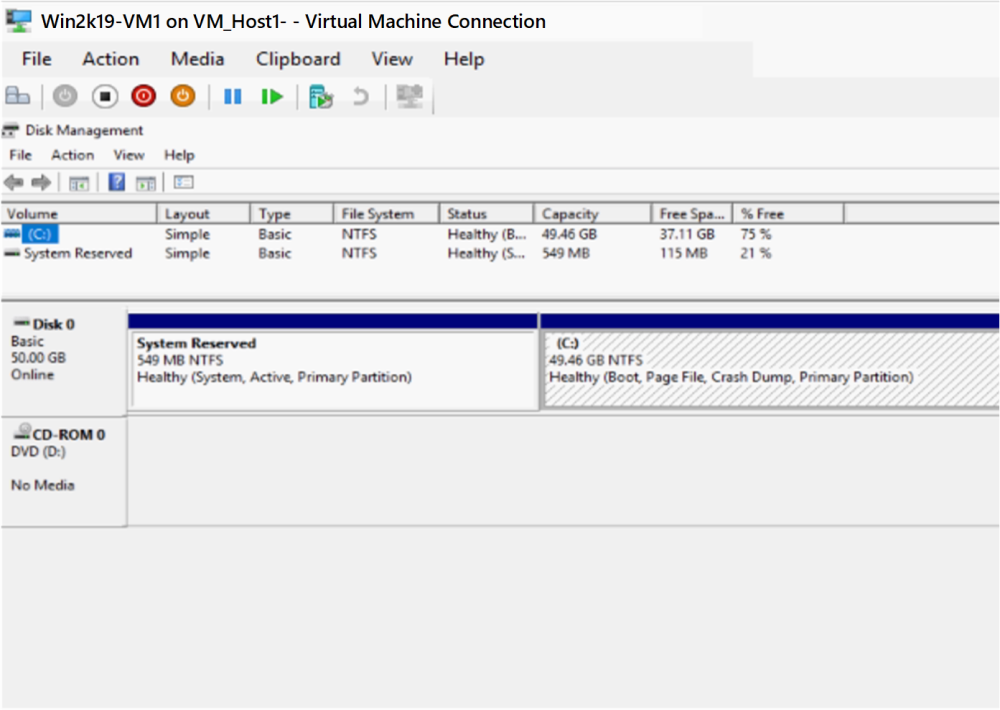 Win2k19-VM1 on VM_Host1- - Virtual Machine Connection
File Action Media Clipboard View Help
Disk Management
File Action View Help
Volume Layout Type File System Status Capacity Free Spa... % Free
(C:) Simple Basic NTFS Healthy (B... 49.46 GB 37.11 GB 75 %
System Reserved Simple Basic NTFS Healthy (S... 549 MB 115 MB 21 %
Disk 0
Basic
50.00 GB
Online
System Reserved
549 MB NTFS
Healthy (System, Active, Primary Partition)
(C:)
49.46 GB NTFS
Healthy (Boot, Page File, Crash Dump, Primary Partition)
CD-ROM 0
DVD (D:)
No Media